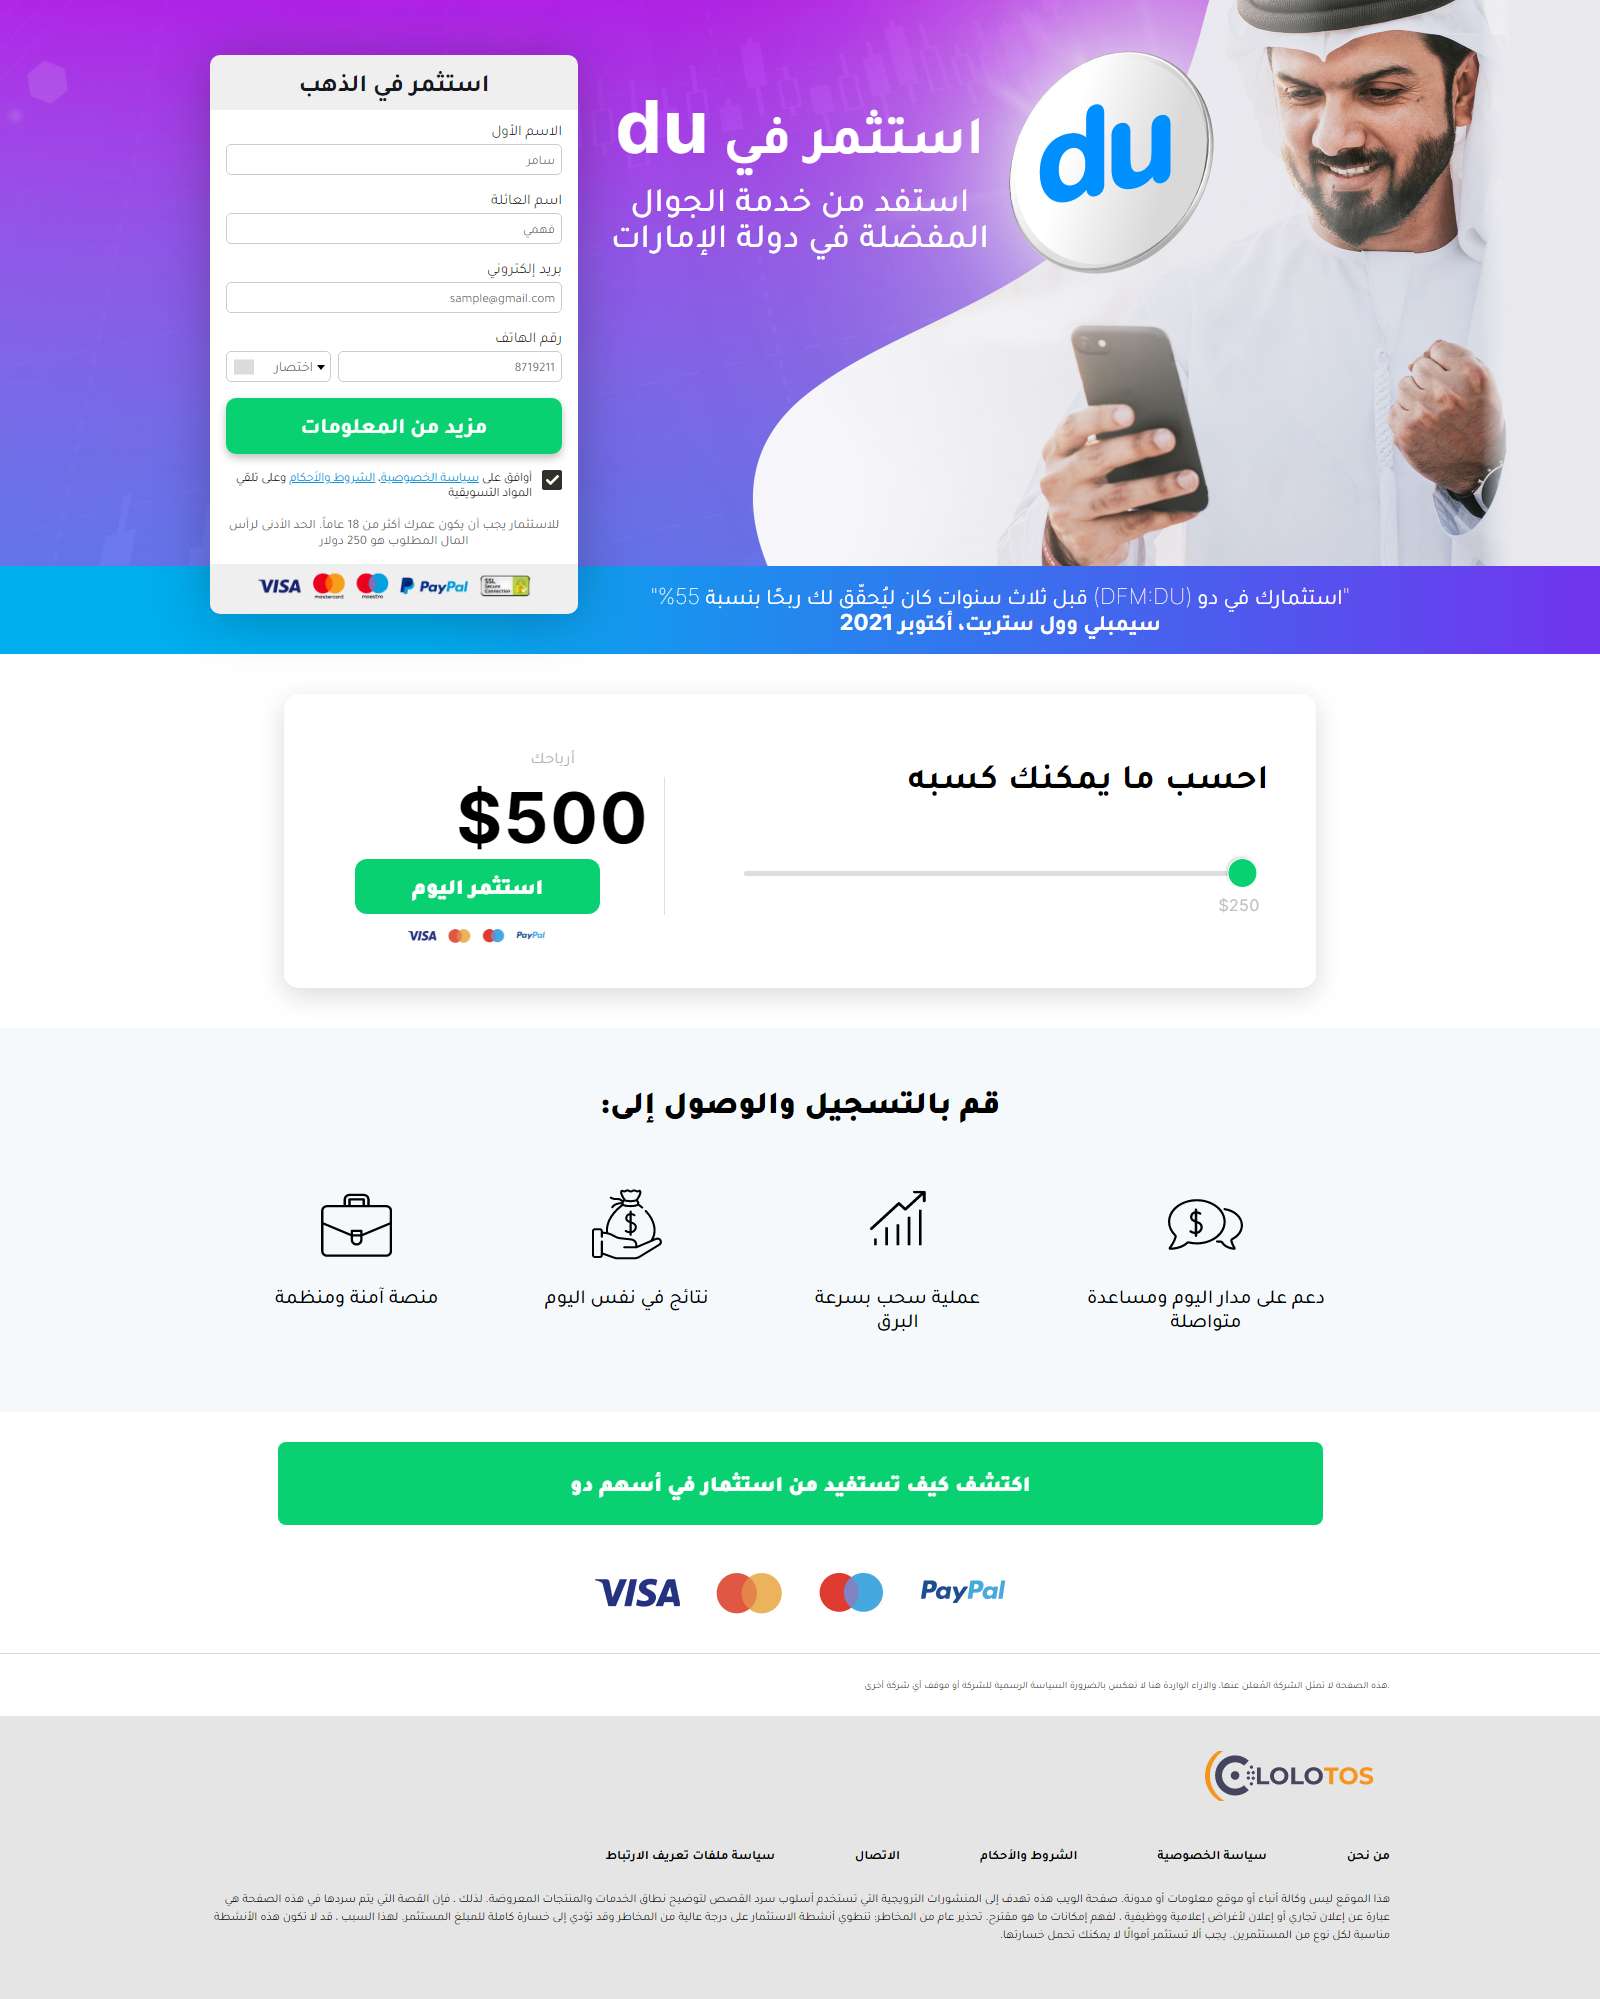 استثمر في du
استفد من خدمة الجوال
المفضلة في دولة الإمارات
du
استثمر في الذهب
الاسم الأول
سامر
اسم العائلة
فهمي
بريد إلكتروني
sample@gmail.com
رقم الهاتف
8719211
اختصار
مزيد من المعلومات
أوافق على سياسة الخصوصية، الشروط والأحكام وعلى تلقي
المواد التسويقية
للاستثمار يجب أن يكون عمرك أكثر من 18 عاماً. الحد الأدنى لرأس
المال المطلوب هو 250 دولار
VISA mastercard maestro PayPal SSL Secure Connection
"استثمارك في دو (DFM:DU) قبل ثلاث سنوات كان ليُحقّق لك ربحًا بنسبة 55%"
سيمبلي وول ستريت، أكتوبر 2021
احسب ما يمكنك كسبه
$250
أرباحك
$500
استثمر اليوم
VISA PayPal
قم بالتسجيل والوصول إلى:
دعم على مدار اليوم ومساعدة
متواصلة
عملية سحب بسرعة
البرق
نتائج في نفس اليوم
منصة آمنة ومنظمة
اكتشف كيف تستفيد من استثمار في أسهم دو
VISA PayPal
هذه الصفحة لا تمثل الشركة المُعلن عنها، والآراء الواردة هنا لا تعكس بالضرورة السياسة الرسمية للشركة أو موقف أي شركة أخرى.
LOLOTOS
من نحن
سياسة الخصوصية
الشروط والأحكام
الاتصال
سياسة ملفات تعريف الارتباط
هذا الموقع ليس وكالة أنباء أو موقع معلومات أو مدونة. صفحة الويب هذه تهدف إلى المنشورات الترويجية التي تستخدم أسلوب سرد القصص لتوضيح نطاق الخدمات والمنتجات المعروضة. لذلك ، فإن القصة التي يتم سردها في هذه الصفحة هي
عبارة عن إعلان تجاري أو إعلان لأغراض إعلامية ووظيفية ، لفهم إمكانات ما هو مقترح. تحذير عام من المخاطر: تنطوي أنشطة الاستثمار على درجة عالية من المخاطر وقد تؤدي إلى خسارة كاملة للمبلغ المستثمر. لهذا السبب ، قد لا تكون هذه الأنشطة
مناسبة لكل نوع من المستثمرين. يجب ألا تستثمر أموالًا لا يمكنك تحمل خسارتها.